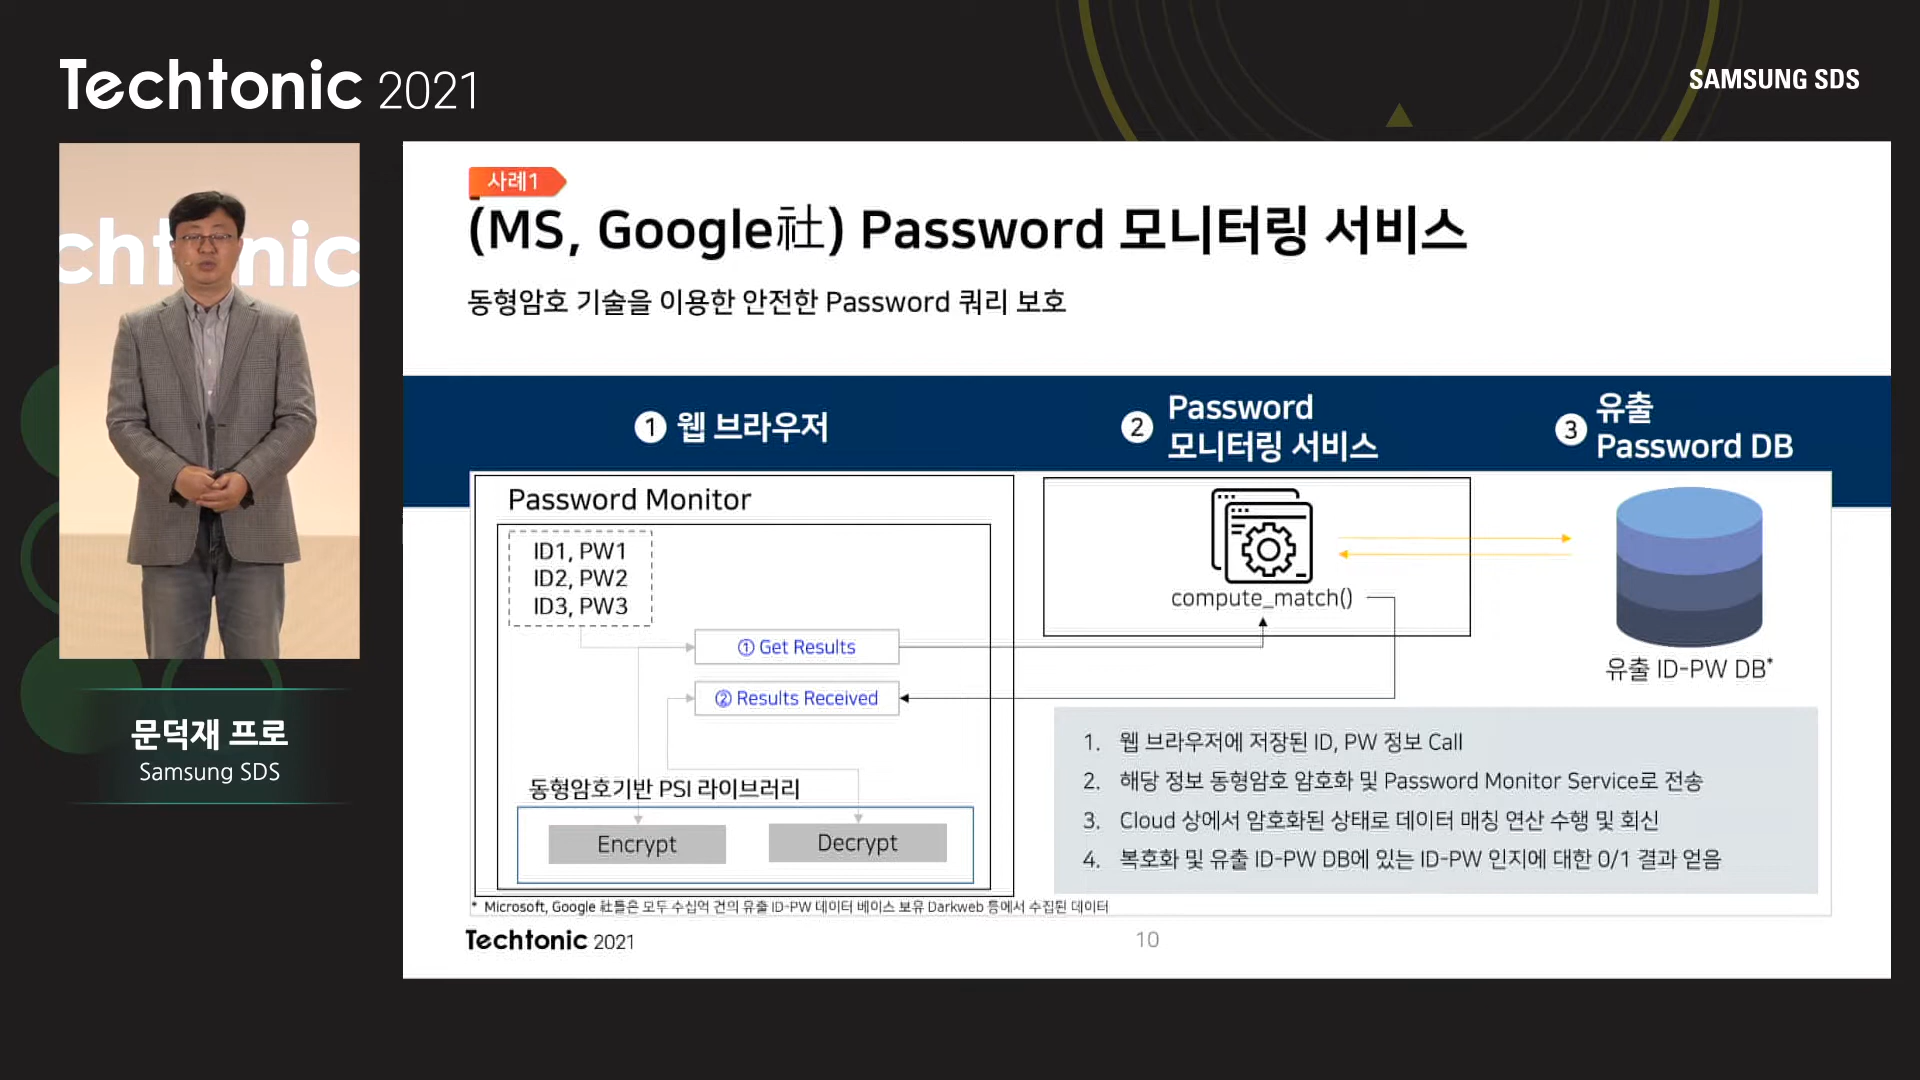 Techtonic 2021
SAMSUNG SDS
chtonic
문덕재 프로
Samsung SDS
사례1
(MS, Google社) Password 모니터링 서비스
동형암호 기술을 이용한 안전한 Password 쿼리 보호
1 웹 브라우저
2 Password
모니터링 서비스
3 유출
Password DB
Password Monitor
ID1, PW1
ID2, PW2
ID3, PW3
① Get Results
② Results Received
동형암호기반 PSI 라이브러리
Encrypt
Decrypt
compute_match()
유출 ID-PW DB*
1. 웹 브라우저에 저장된 ID, PW 정보 Call
2. 해당 정보 동형암호 암호화 및 Password Monitor Service로 전송
3. Cloud 상에서 암호화된 상태로 데이터 매칭 연산 수행 및 회신
4. 복호화 및 유출 ID-PW DB에 있는 ID-PW 인지에 대한 0/1 결과 얻음
* Microsoft, Google 社들은 모두 수십억 건의 유출 ID-PW 데이터 베이스 보유 Darkweb 등에서 수집된 데이터
Techtonic 2021
10